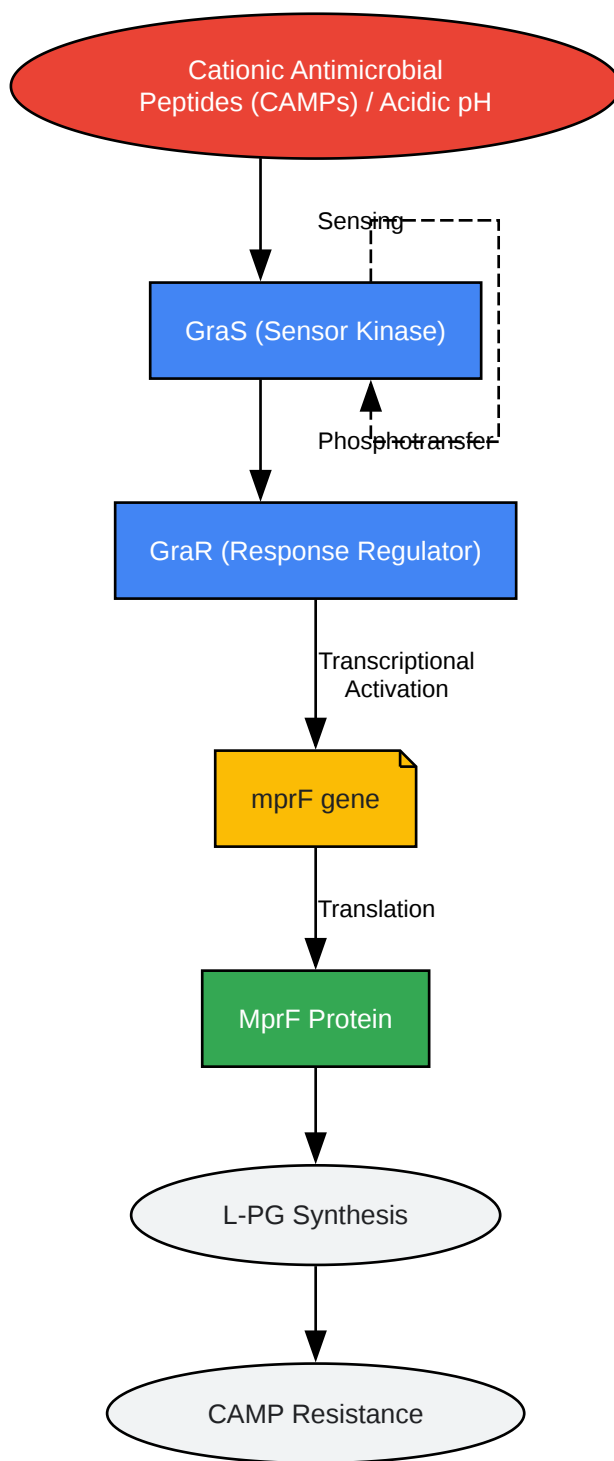 Cationic Antimicrobial
Peptides (CAMPs) / Acidic pH
Sensing
GraS (Sensor Kinase)
Phosphotransfer
GraR (Response Regulator)
Transcriptional
Activation
mprF gene
Translation
MprF Protein
L-PG Synthesis
CAMP Resistance